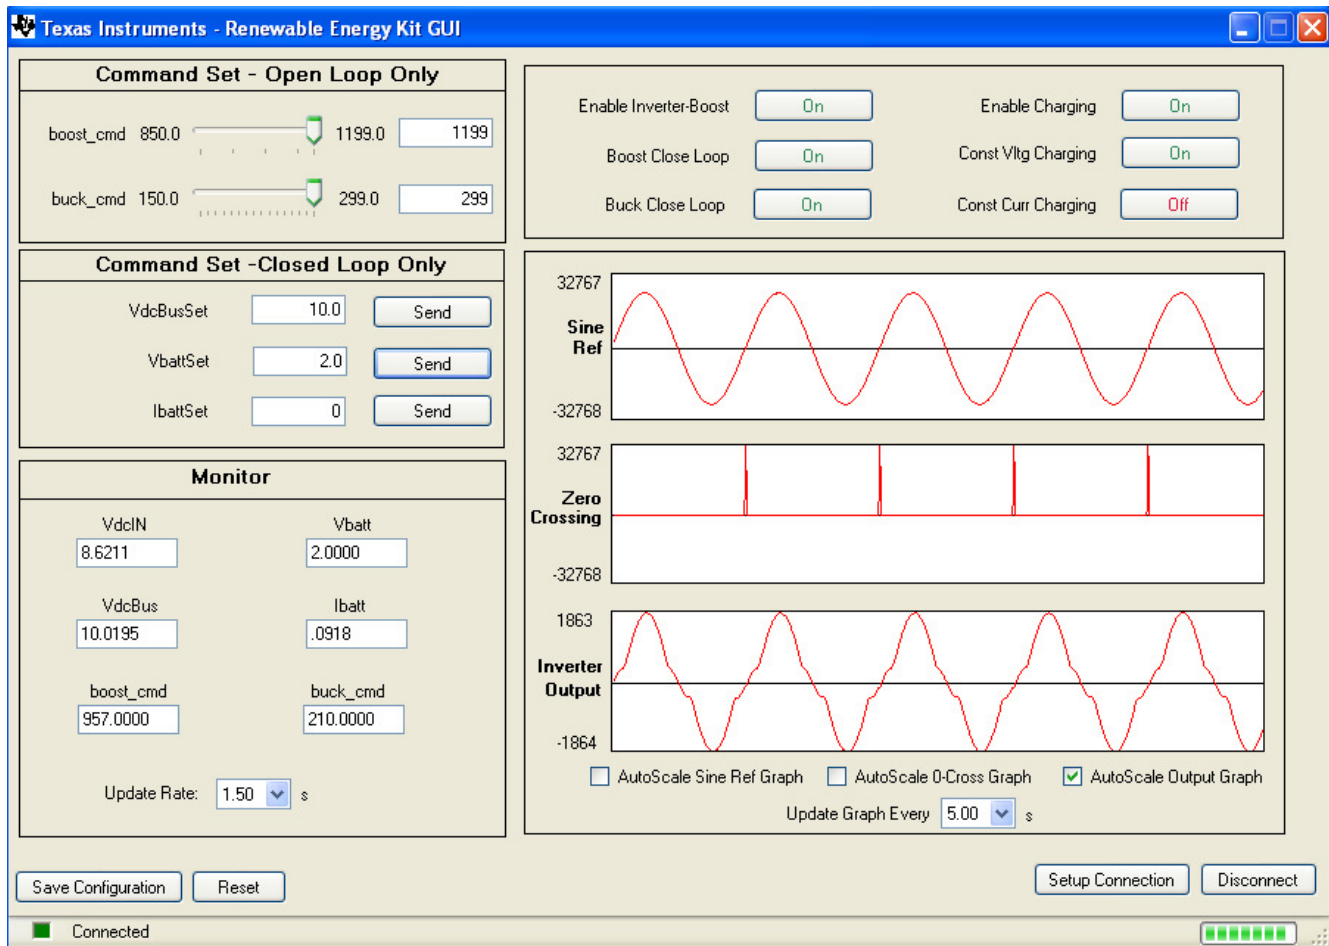 Texas Instruments - Renewable Energy Kit GUI
Command Set - Open Loop Only
boost_cmd 850.0 1199.0 1199
buck_cmd 150.0 299.0 299
Enable Inverter-Boost On
Boost Close Loop On
Buck Close Loop On
Enable Charging On
Const Vltg Charging On
Const Curr Charging Off
Command Set -Closed Loop Only
VdcBusSet 10.0 Send
VbattSet 2.0 Send
IbattSet 0 Send
Monitor
VdcIN Vbatt
8.6211 2.0000
VdcBus Ibatt
10.0195 .0918
boost_cmd buck_cmd
957.0000 210.0000
Update Rate: 1.50 s
32767
Sine
Ref
-32768
32767
Zero
Crossing
-32768
1863
Inverter
Output
-1864
AutoScale Sine Ref Graph AutoScale 0-Cross Graph AutoScale Output Graph
Update Graph Every 5.00 s
Save Configuration Reset
Setup Connection Disconnect
Connected